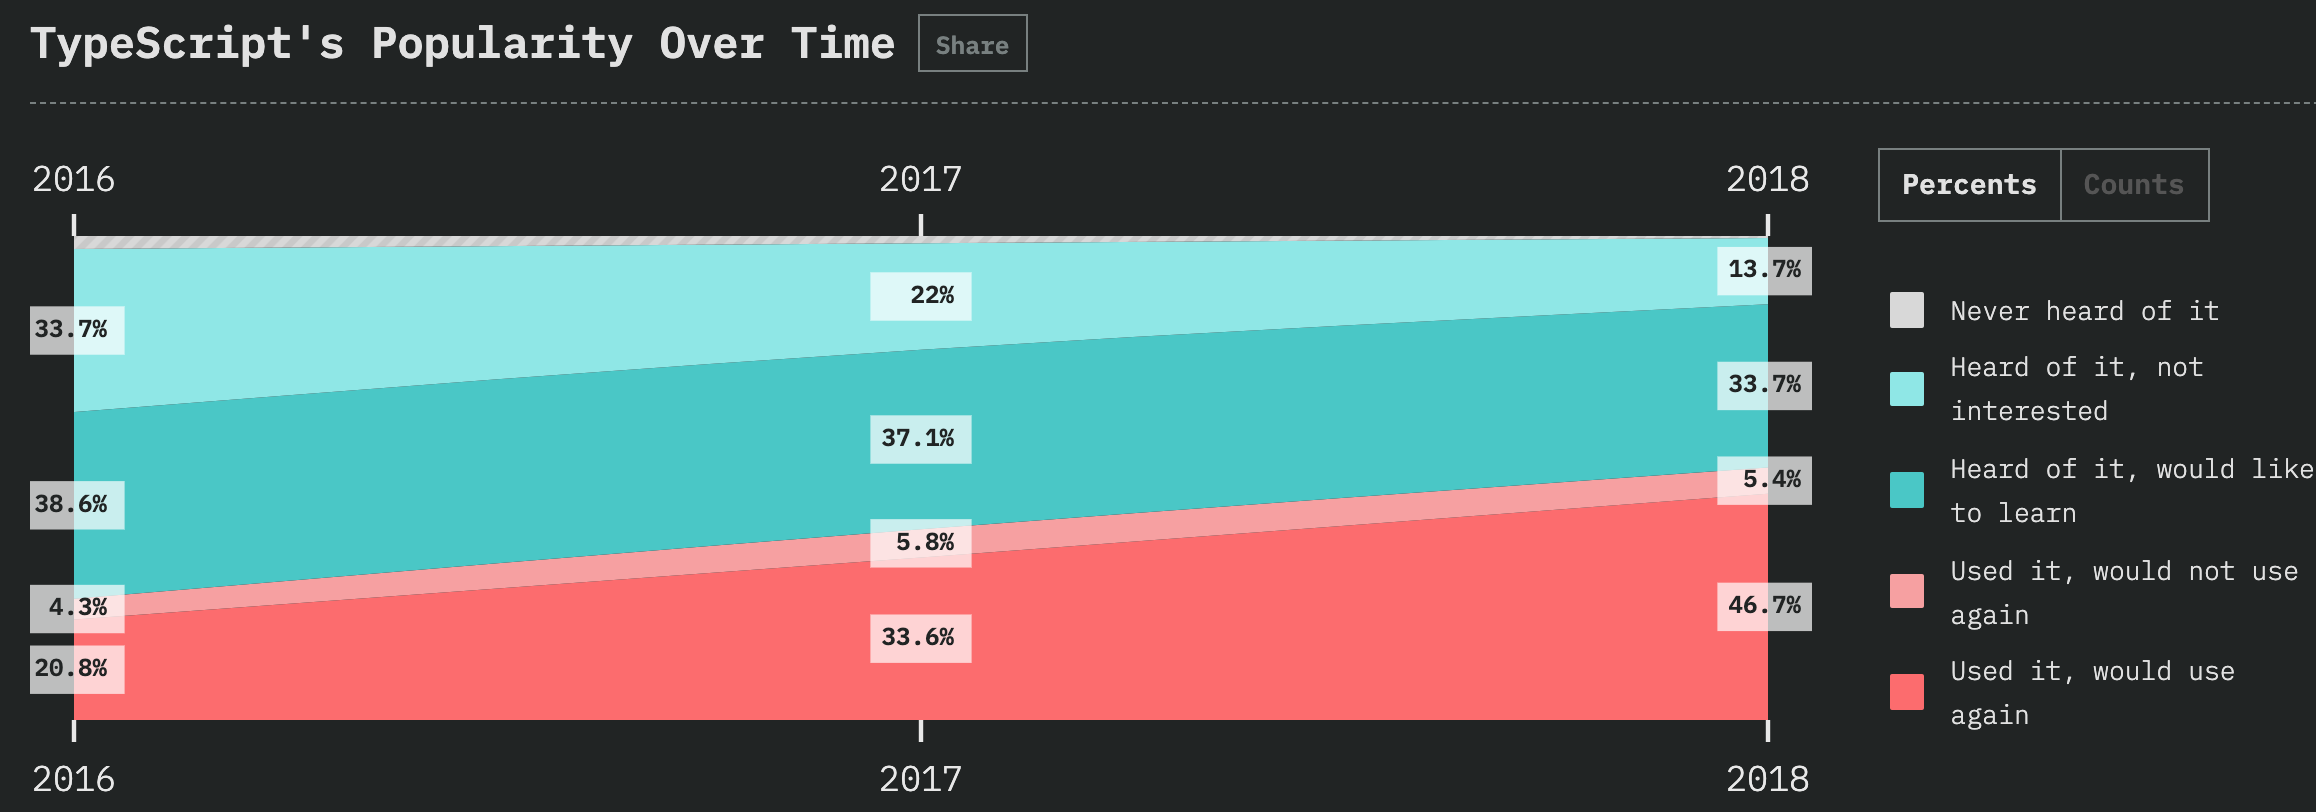 TypeScript's Popularity Over Time Share
2016 2017 2018
Percents Counts
33.7%
38.6%
4.3%
20.8%
22%
37.1%
5.8%
33.6%
13.7%
33.7%
5.4%
46.7%
Never heard of it
Heard of it, not
interested
Heard of it, would like
to learn
Used it, would not use
again
Used it, would use
again
2016 2017 2018